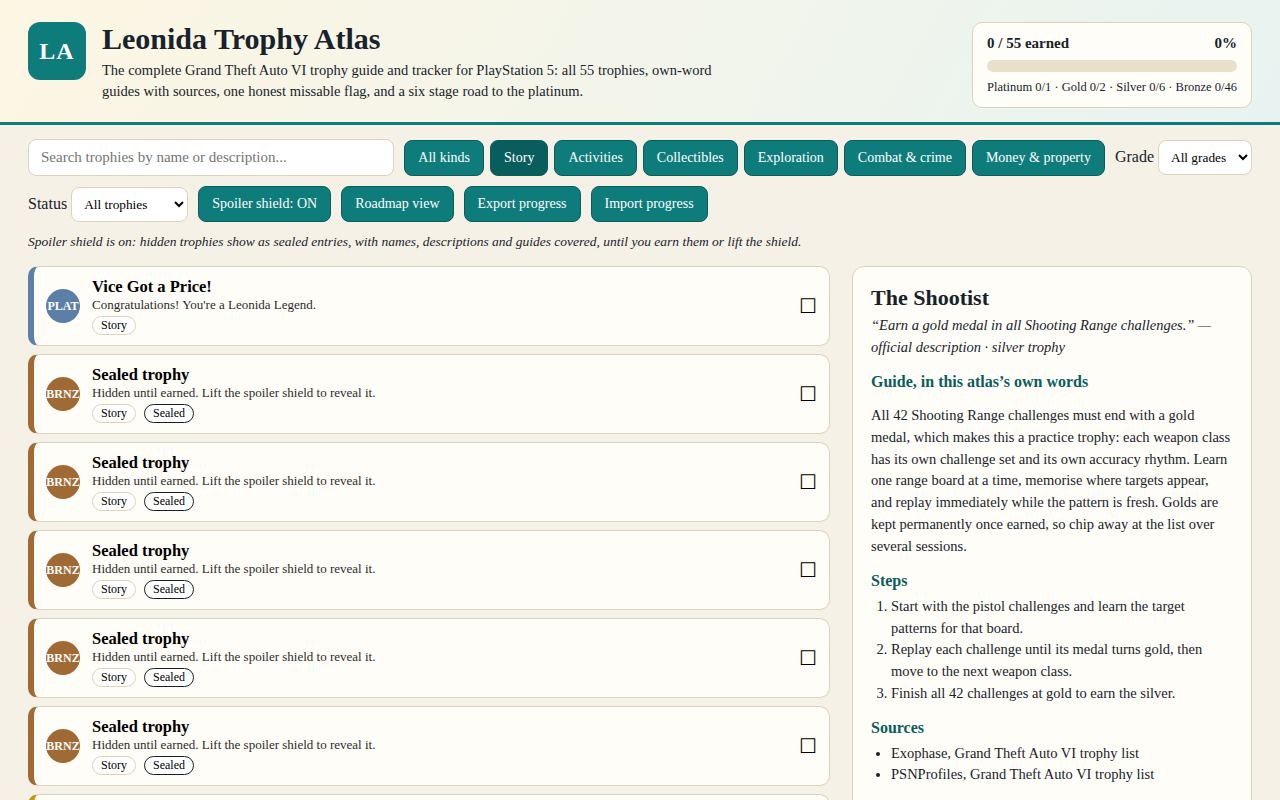 LA
Leonida Trophy Atlas
The complete Grand Theft Auto VI trophy guide and tracker for PlayStation 5: all 55 trophies, own-word
guides with sources, one honest missable flag, and a six stage road to the platinum.
0 / 55 earned 0%
Platinum 0/1 · Gold 0/2 · Silver 0/6 · Bronze 0/46
Search trophies by name or description...
All kinds Story Activities Collectibles Exploration Combat & crime Money & property Grade All grades
Status All trophies Spoiler shield: ON Roadmap view Export progress Import progress
Spoiler shield is on: hidden trophies show as sealed entries, with names, descriptions and guides covered, until you earn them or lift the shield.
PLAT
Vice Got a Price!
Congratulations! You're a Leonida Legend.
Story
BRNZ
Sealed trophy
Hidden until earned. Lift the spoiler shield to reveal it.
Story Sealed
BRNZ
Sealed trophy
Hidden until earned. Lift the spoiler shield to reveal it.
Story Sealed
BRNZ
Sealed trophy
Hidden until earned. Lift the spoiler shield to reveal it.
Story Sealed
BRNZ
Sealed trophy
Hidden until earned. Lift the spoiler shield to reveal it.
Story Sealed
BRNZ
Sealed trophy
Hidden until earned. Lift the spoiler shield to reveal it.
Story Sealed
The Shootist
“Earn a gold medal in all Shooting Range challenges.” —
official description · silver trophy
Guide, in this atlas’s own words
All 42 Shooting Range challenges must end with a gold
medal, which makes this a practice trophy: each weapon class
has its own challenge set and its own accuracy rhythm. Learn
one range board at a time, memorise where targets appear,
and replay immediately while the pattern is fresh. Golds are
kept permanently once earned, so chip away at the list over
several sessions.
Steps
1. Start with the pistol challenges and learn the target
patterns for that board.
2. Replay each challenge until its medal turns gold, then
move to the next weapon class.
3. Finish all 42 challenges at gold to earn the silver.
Sources
• Exophase, Grand Theft Auto VI trophy list
• PSNProfiles, Grand Theft Auto VI trophy list